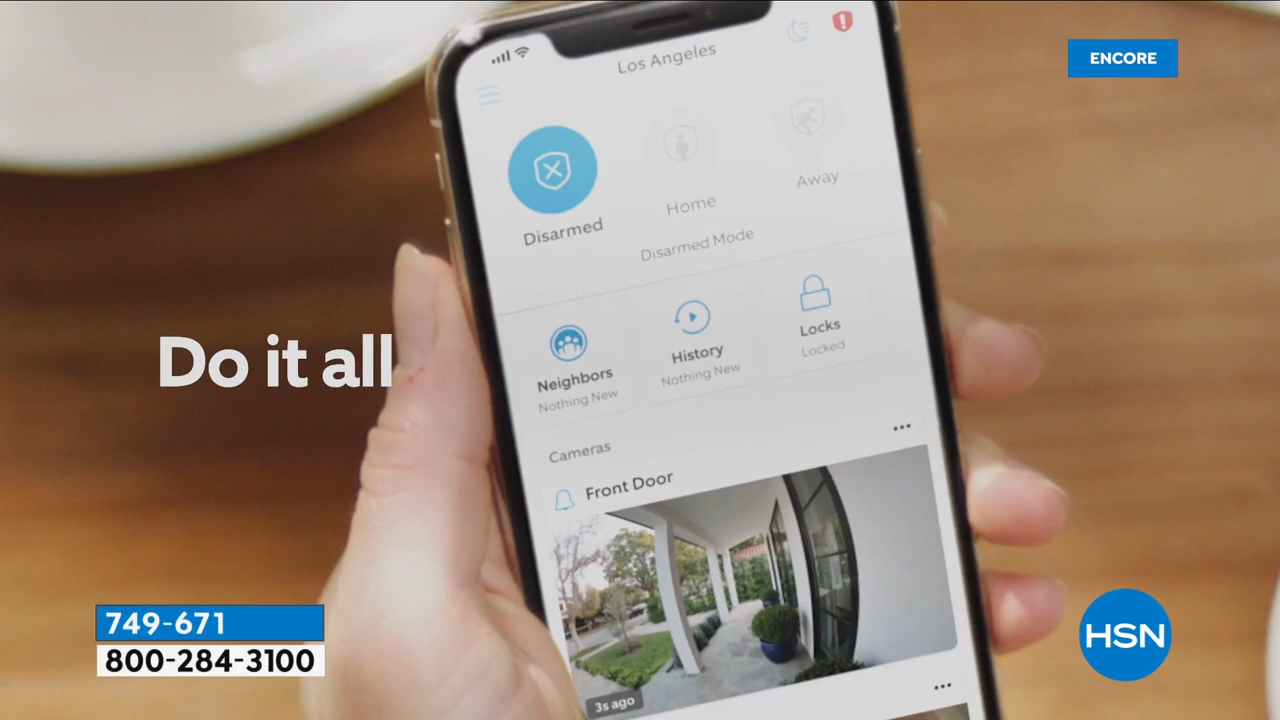 ENCORE
Los Angeles
Disarmed
Home
Away
Disarmed Mode
Neighbors
Nothing New
History
Nothing New
Locks
Locked
Do it all
Cameras
Front Door
3s ago
749-671
800-284-3100
HSN